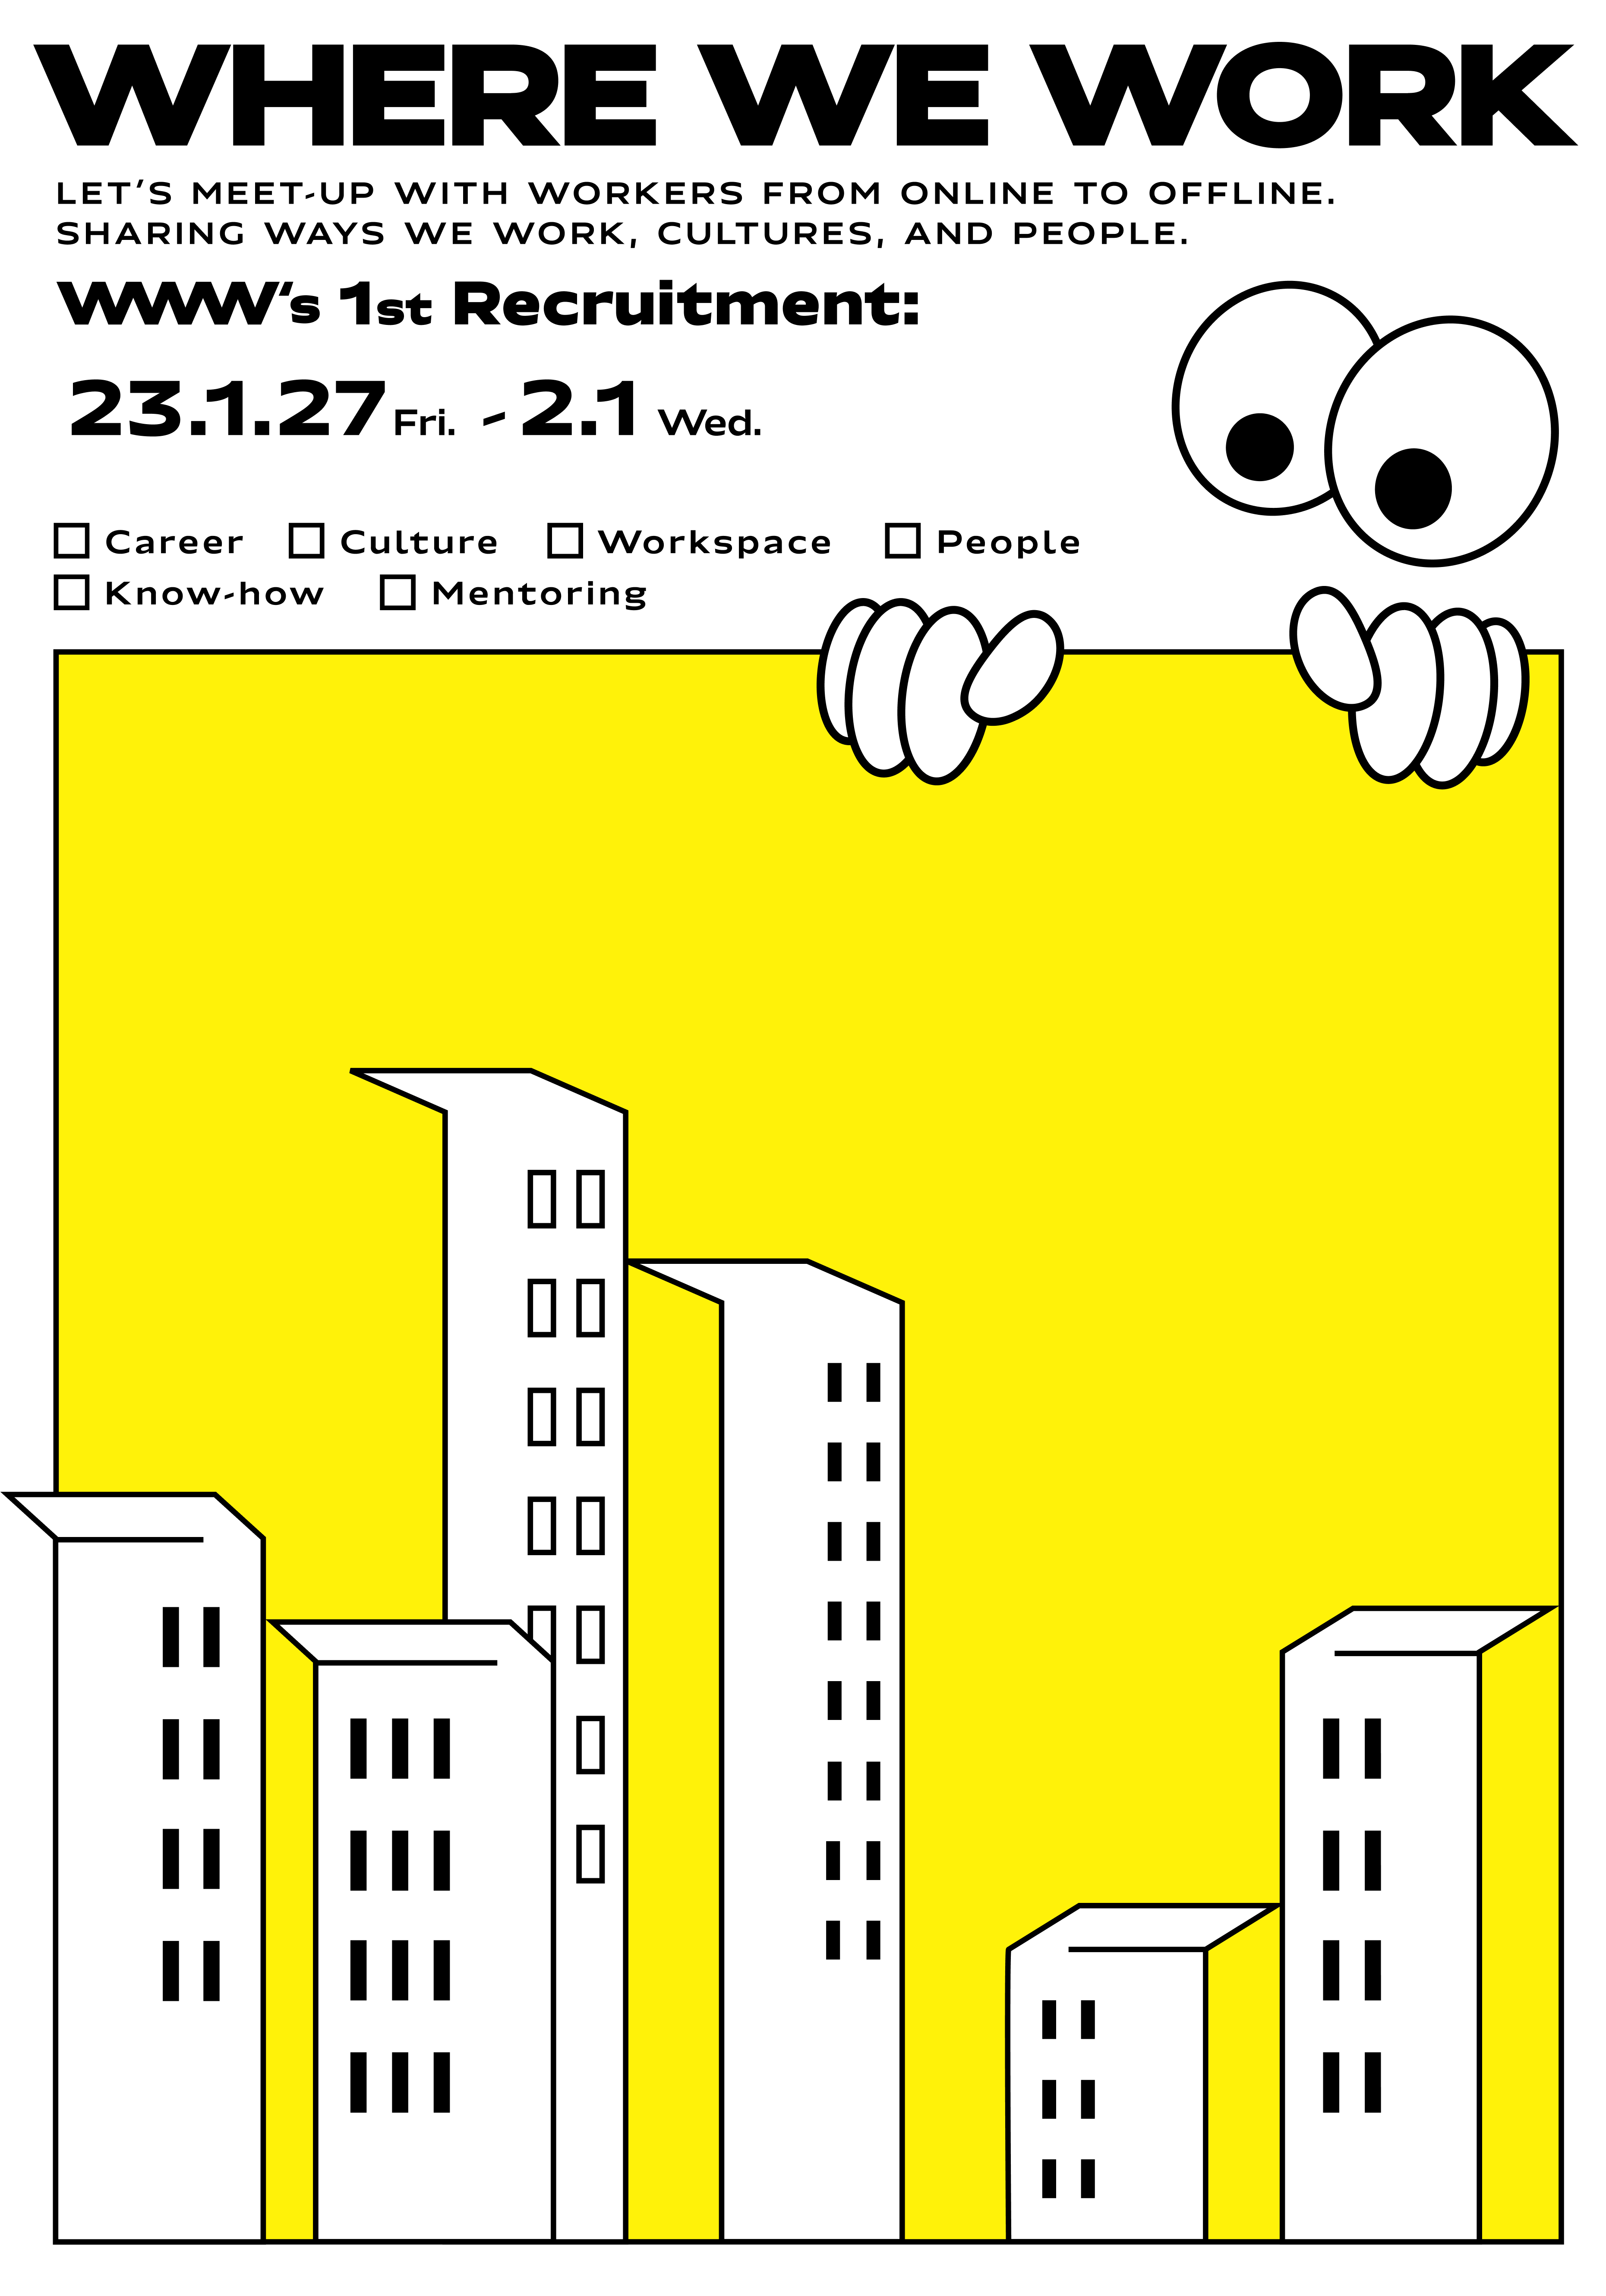 WHERE WE WORK
LET'S MEET-UP WITH WORKERS FROM ONLINE TO OFFLINE.
SHARING WAYS WE WORK, CULTURES, AND PEOPLE.
WWW's 1st Recruitment:
23.1.27 Fri. - 2.1 Wed.
Career Culture Workspace People
Know-how Mentoring